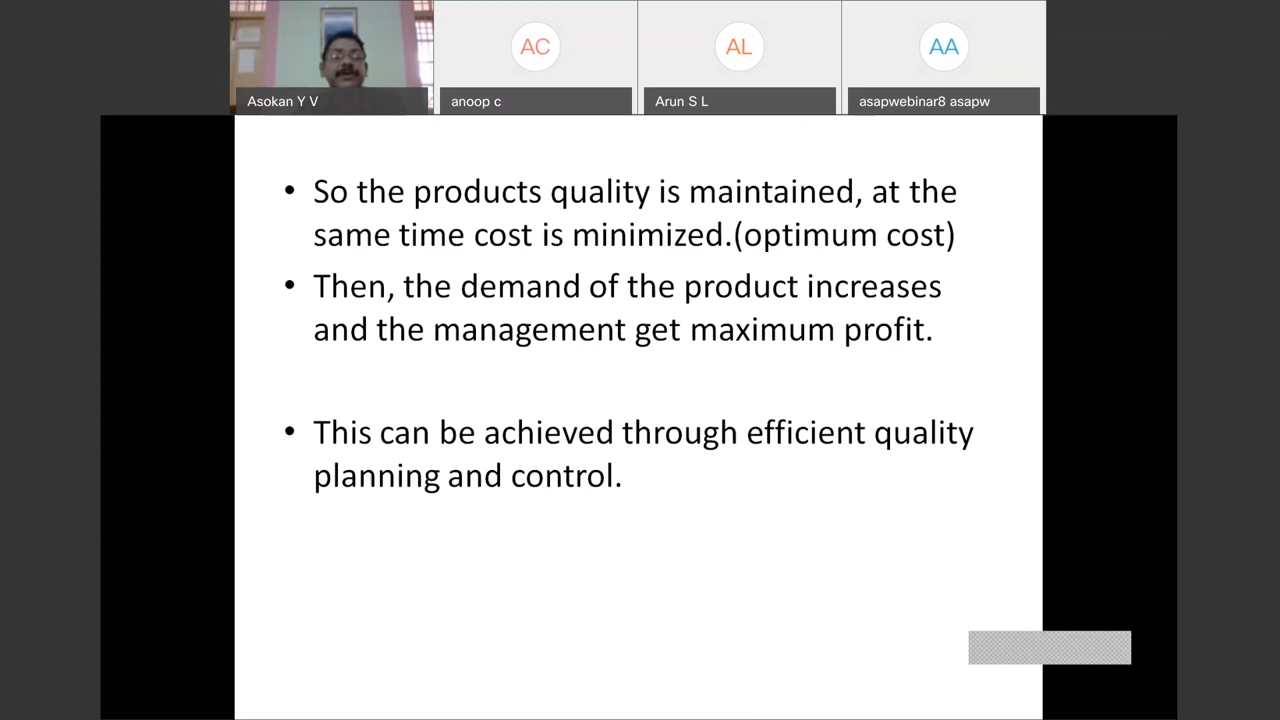 AC
AL
AA
Asokan Y V
anoop c
Arun S L
asapwebinar8 asapw
• So the products quality is maintained, at the
same time cost is minimized.(optimum cost)
• Then, the demand of the product increases
and the management get maximum profit.
• This can be achieved through efficient quality
planning and control.